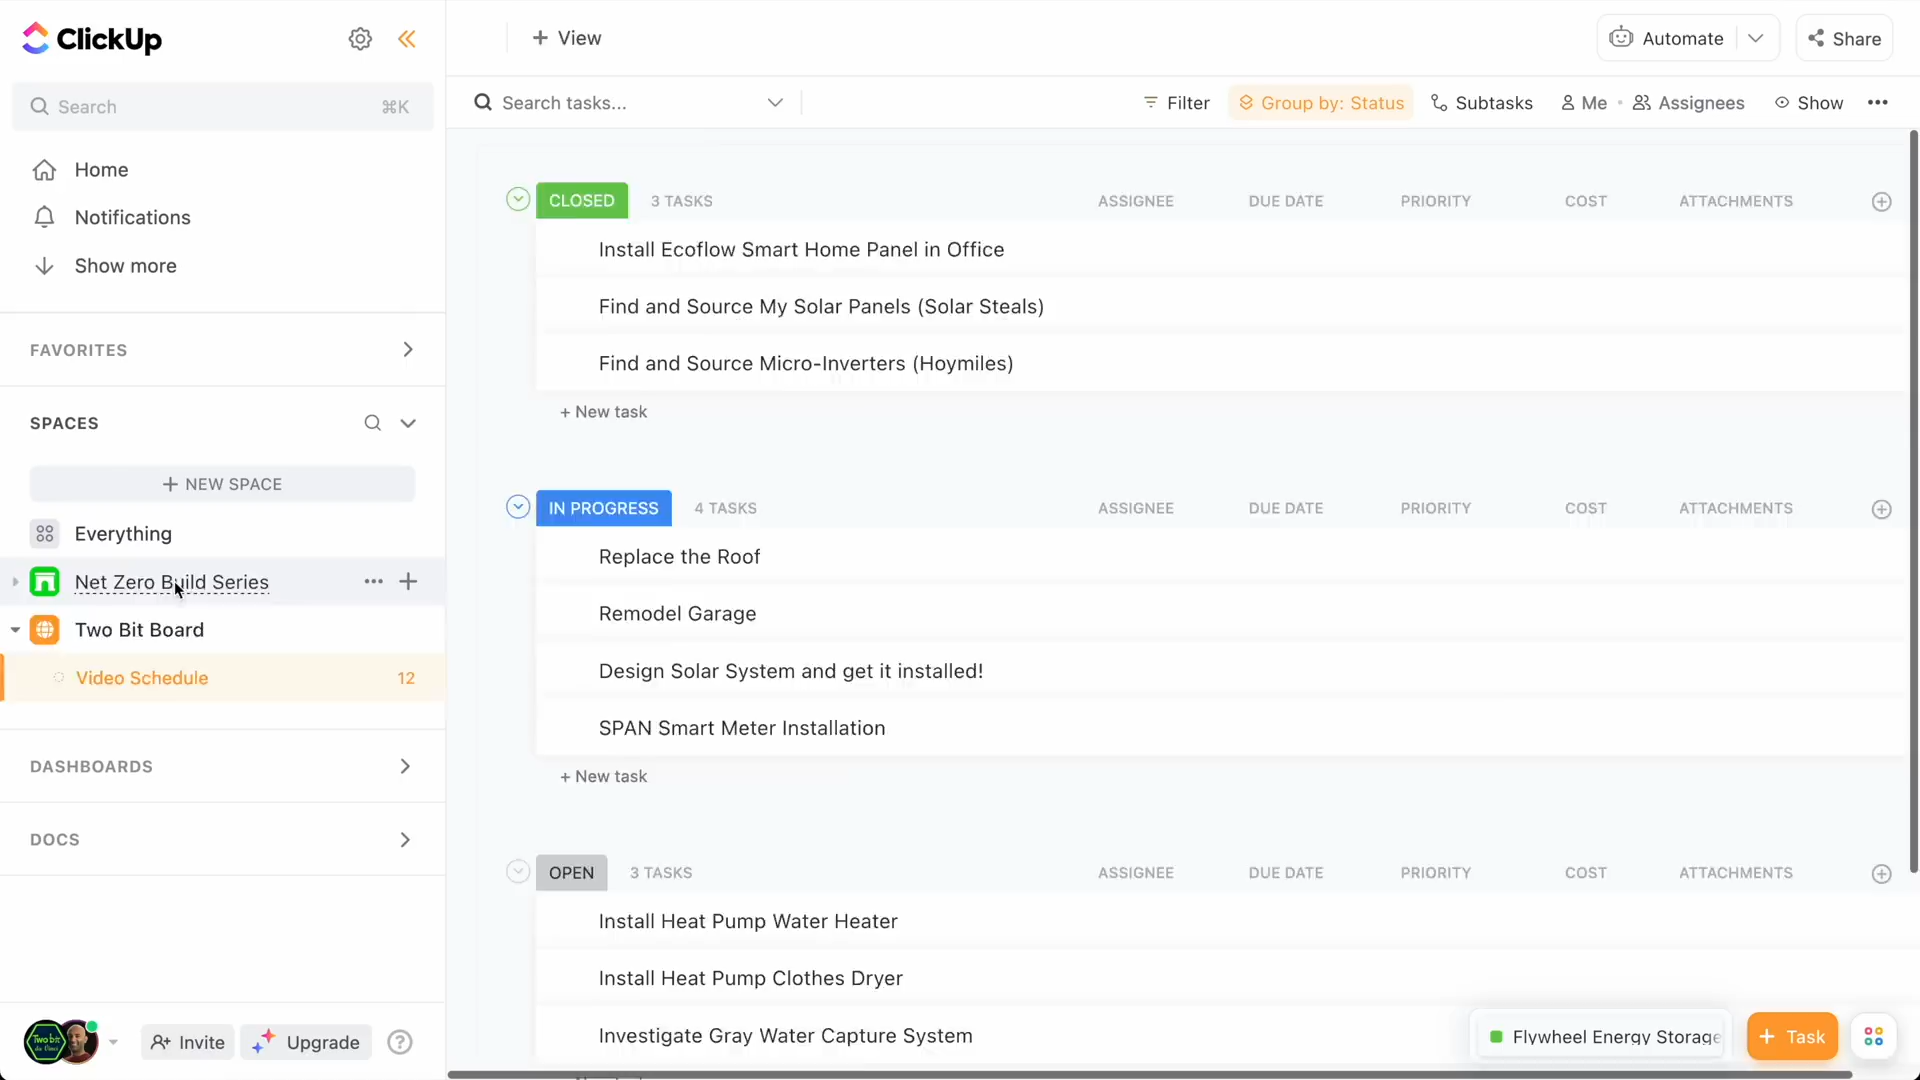 ClickUp
+ View
Automate
Share
Search
⌘K
Search tasks...
Filter
Group by: Status
Subtasks
Me
Assignees
Show
Home
Notifications
Show more
FAVORITES
SPACES
+ NEW SPACE
Everything
Net Zero Build Series
Two Bit Board
Video Schedule 12
DASHBOARDS
DOCS
Invite
Upgrade
CLOSED 3 TASKS ASSIGNEE DUE DATE PRIORITY COST ATTACHMENTS
Install Ecoflow Smart Home Panel in Office
Find and Source My Solar Panels (Solar Steals)
Find and Source Micro-Inverters (Hoymiles)
+ New task
IN PROGRESS 4 TASKS ASSIGNEE DUE DATE PRIORITY COST ATTACHMENTS
Replace the Roof
Remodel Garage
Design Solar System and get it installed!
SPAN Smart Meter Installation
+ New task
OPEN 3 TASKS ASSIGNEE DUE DATE PRIORITY COST ATTACHMENTS
Install Heat Pump Water Heater
Install Heat Pump Clothes Dryer
Investigate Gray Water Capture System
Flywheel Energy Storage
+ Task